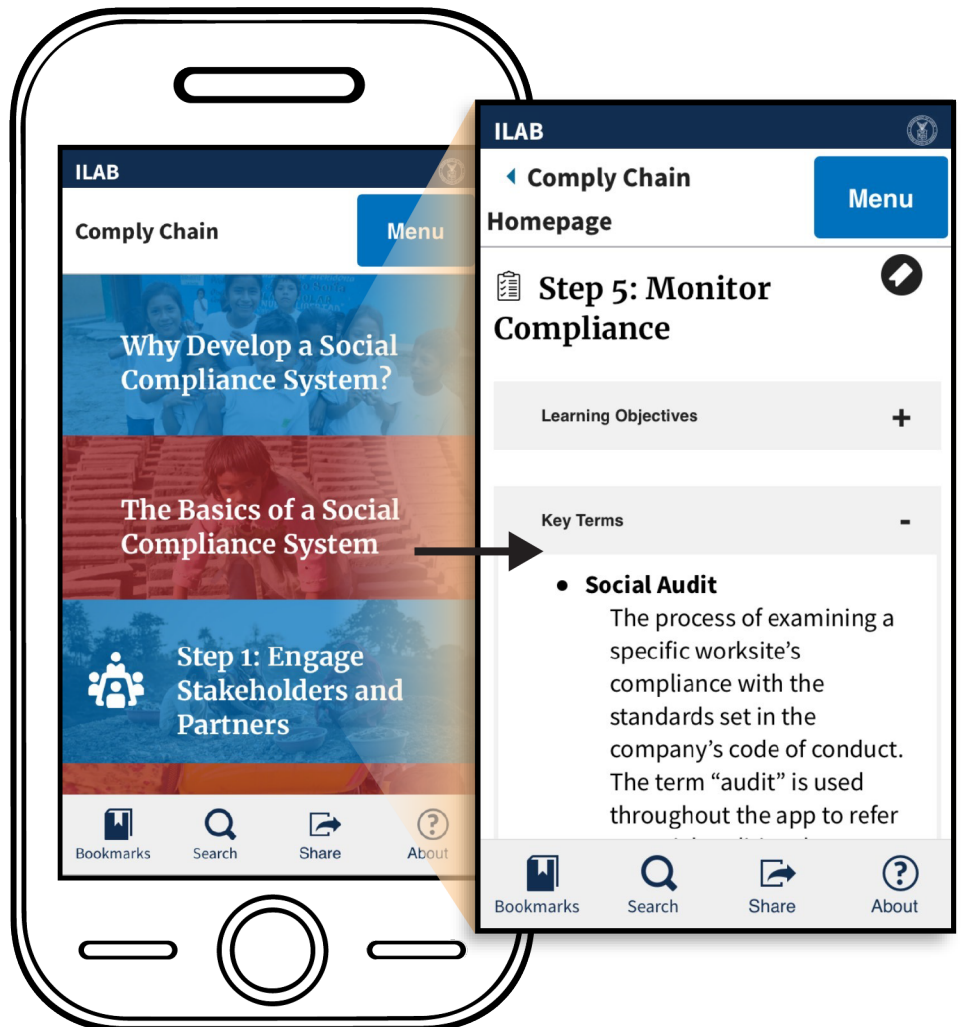 ILAB
Comply Chain
Menu
Why Develop a Social
Compliance System?
The Basics of a Social
Compliance System
Step 1: Engage
Stakeholders and
Partners
Bookmarks
Search
Share
About
ILAB
Comply Chain
Homepage
Menu
Step 5: Monitor
Compliance
Learning Objectives +
Key Terms -
• Social Audit
The process of examining a
specific worksite’s
compliance with the
standards set in the
company’s code of conduct.
The term “audit” is used
throughout the app to refer
Bookmarks
Search
Share
About